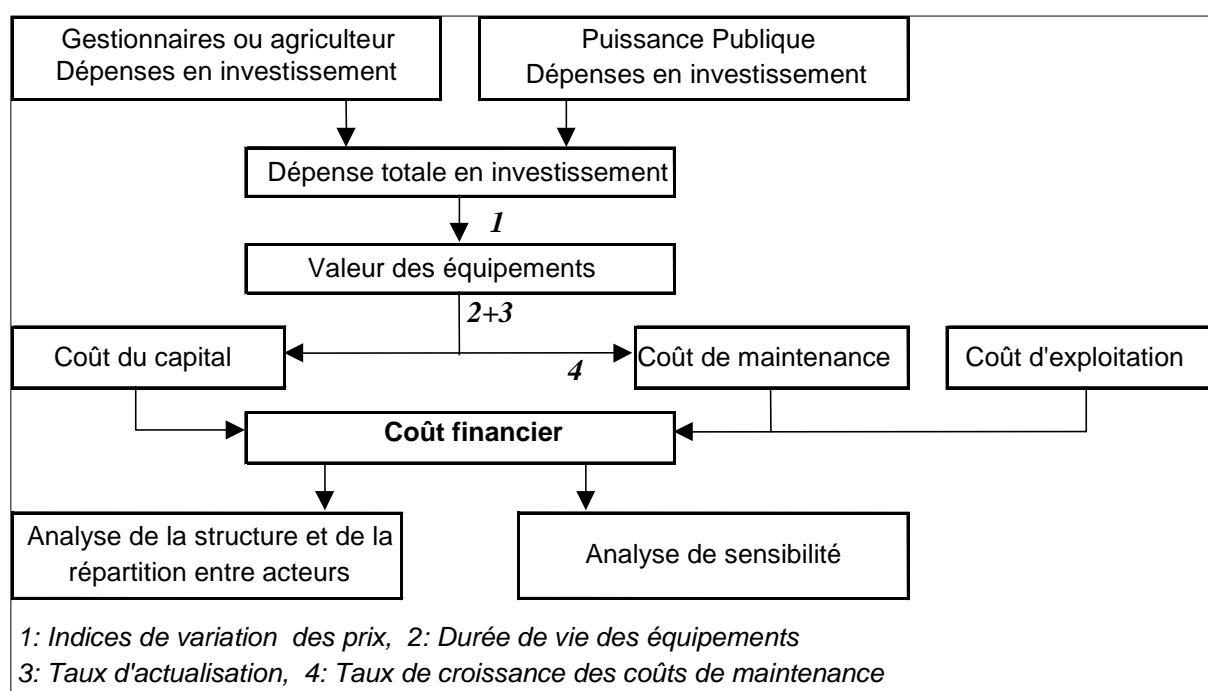 Gestionnaires ou agriculteur
Dépenses en investissement
Puissance Publique
Dépenses en investissement
Dépense totale en investissement
1
Valeur des équipements
2+3
Coût du capital
4
Coût de maintenance
Coût d'exploitation
Coût financier
Analyse de la structure et de la
répartition entre acteurs
Analyse de sensibilité
1: Indices de variation des prix, 2: Durée de vie des équipements
3: Taux d'actualisation, 4: Taux de croissance des coûts de maintenance